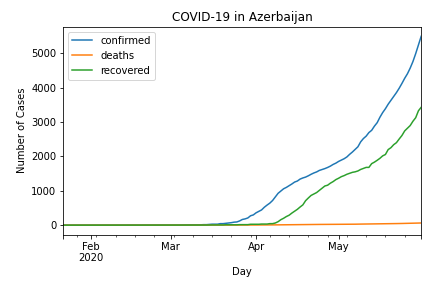 COVID-19 in Azerbaijan
confirmed
deaths
recovered
Number of Cases
5000
4000
3000
2000
1000
0
Feb
2020
Mar
Apr
May
Day